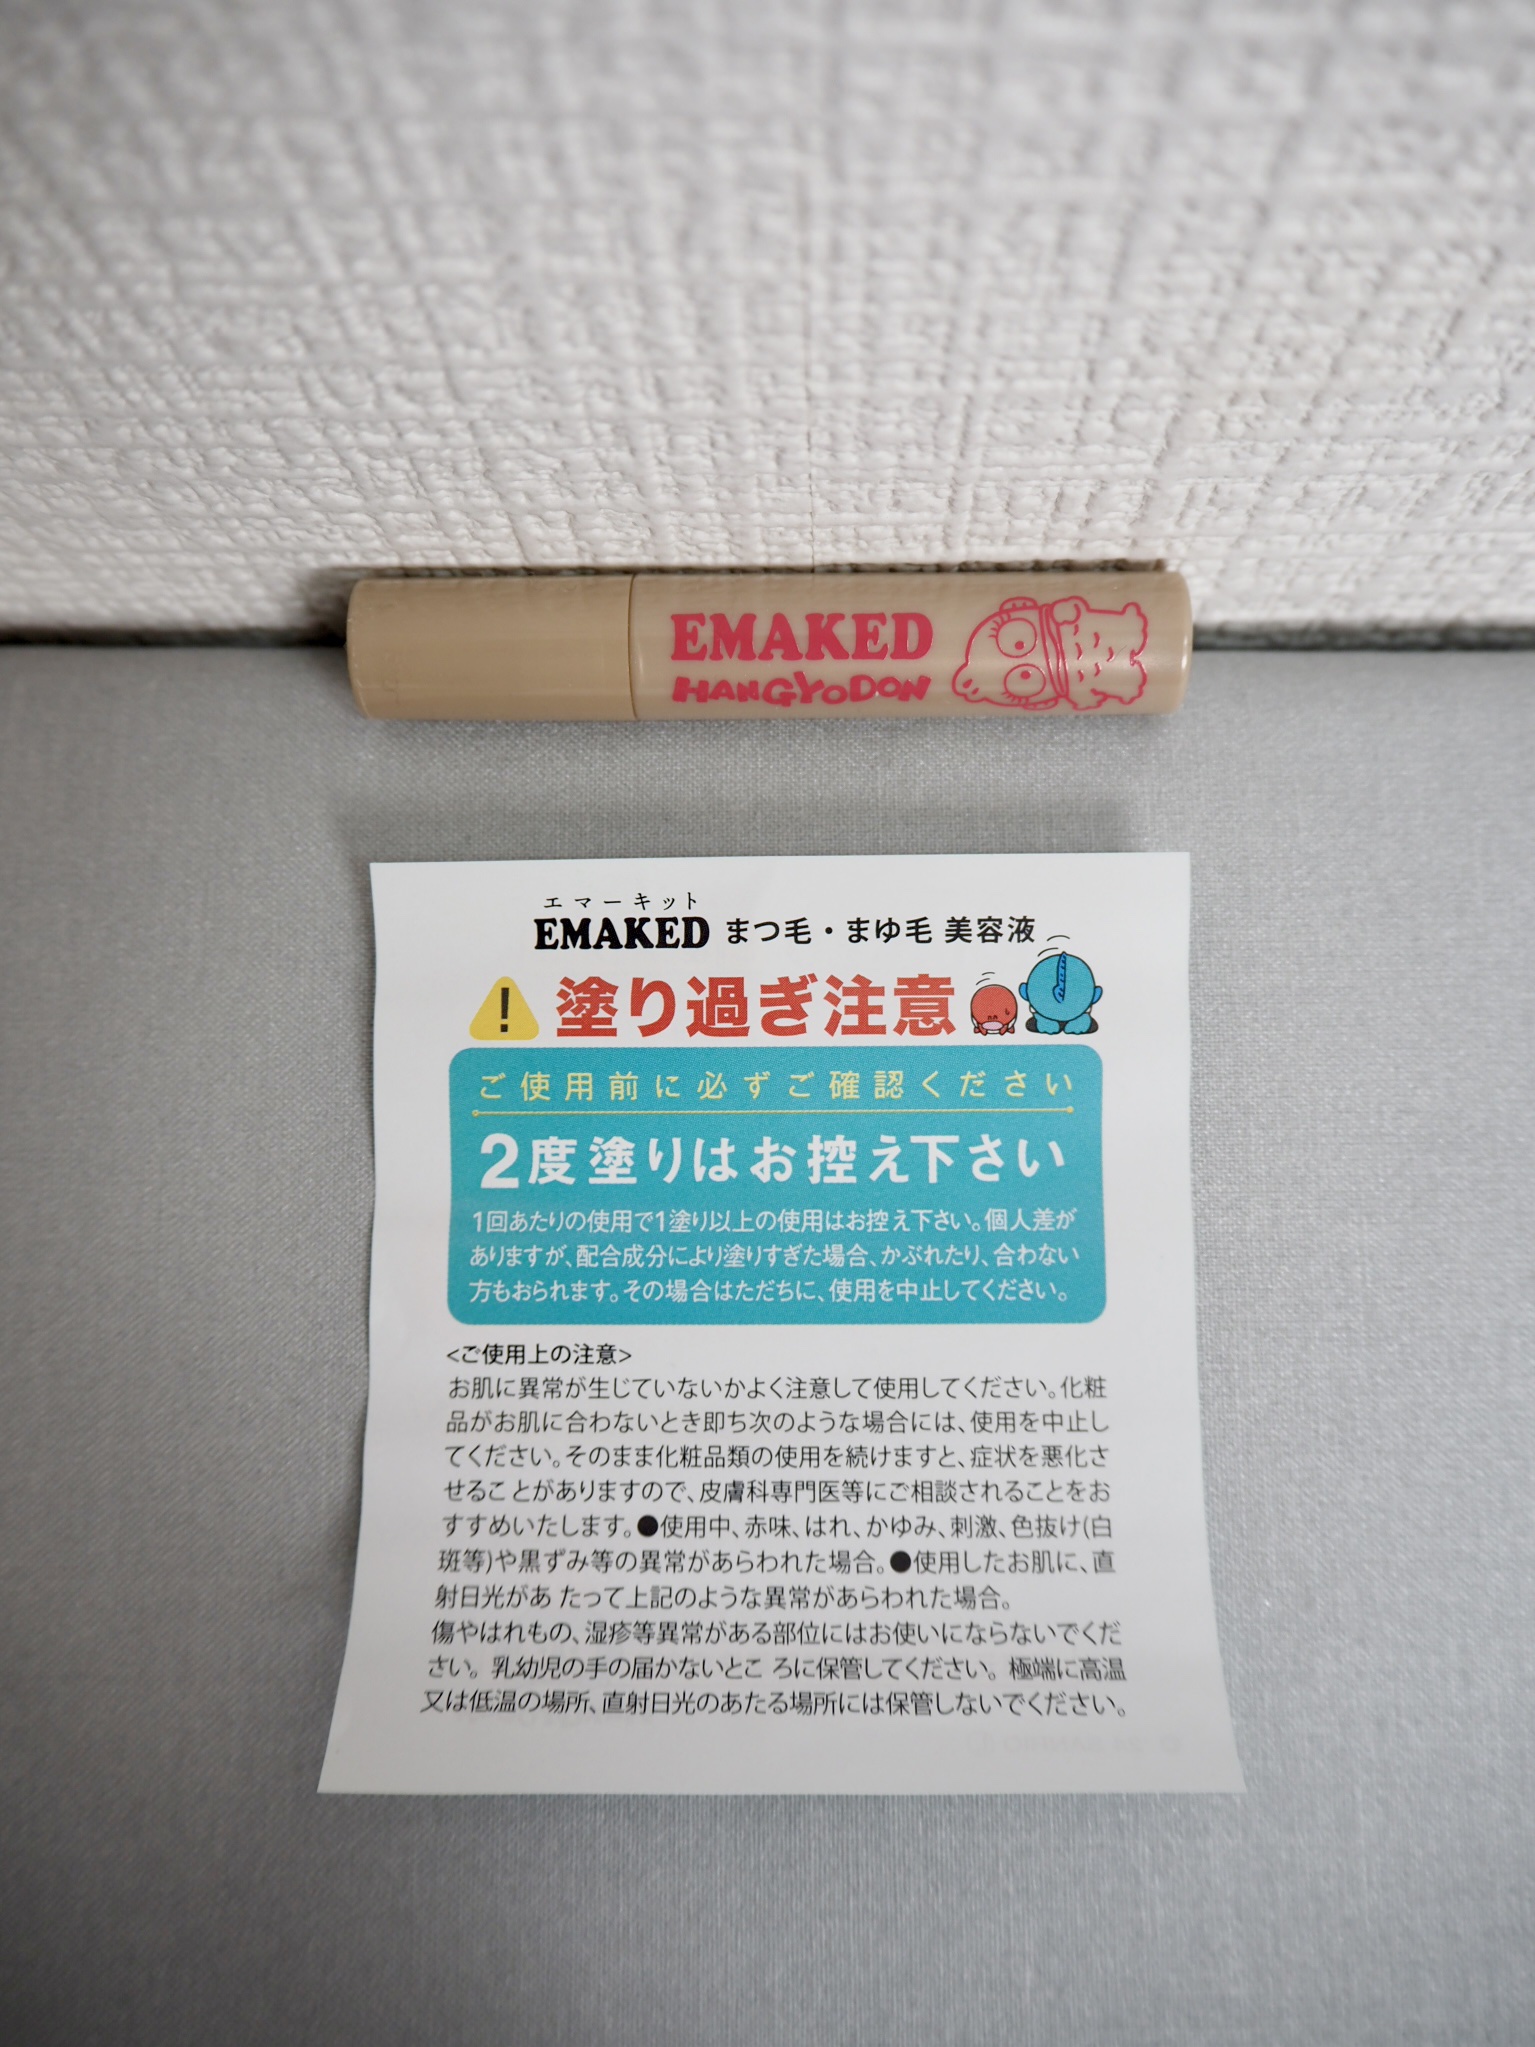 EMAKED
HANGYODON
エマーキット
EMAKED まつ毛・まゆ毛 美容液
! 塗り過ぎ注意
ご使用前に必ずご確認ください
2度塗りはお控え下さい
1回あたりの使用で1塗り以上の使用はお控え下さい。個人差が
ありますが、配合成分により塗りすぎた場合、かぶれたり、合わない
方もおられます。その場合はただちに、使用を中止してください。
<ご使用上の注意>
お肌に異常が生じていないかよく注意して使用してください。化粧
品がお肌に合わないとき即ち次のような場合には、使用を中止し
てください。そのまま化粧品類の使用を続けますと、症状を悪化さ
せることがありますので、皮膚科専門医等にご相談されることをお
すすめいたします。●使用中、赤味、はれ、かゆみ、刺激、色抜け(白
斑等)や黒ずみ等の異常があらわれた場合。●使用したお肌に、直
射日光があ たって上記のような異常があらわれた場合。
傷やはれもの、湿疹等異常がある部位にはお使いにならないでくだ
さい。乳幼児の手の届かないとこ ろに保管してください。極端に高温
又は低温の場所、直射日光のあたる場所には保管しないでください。